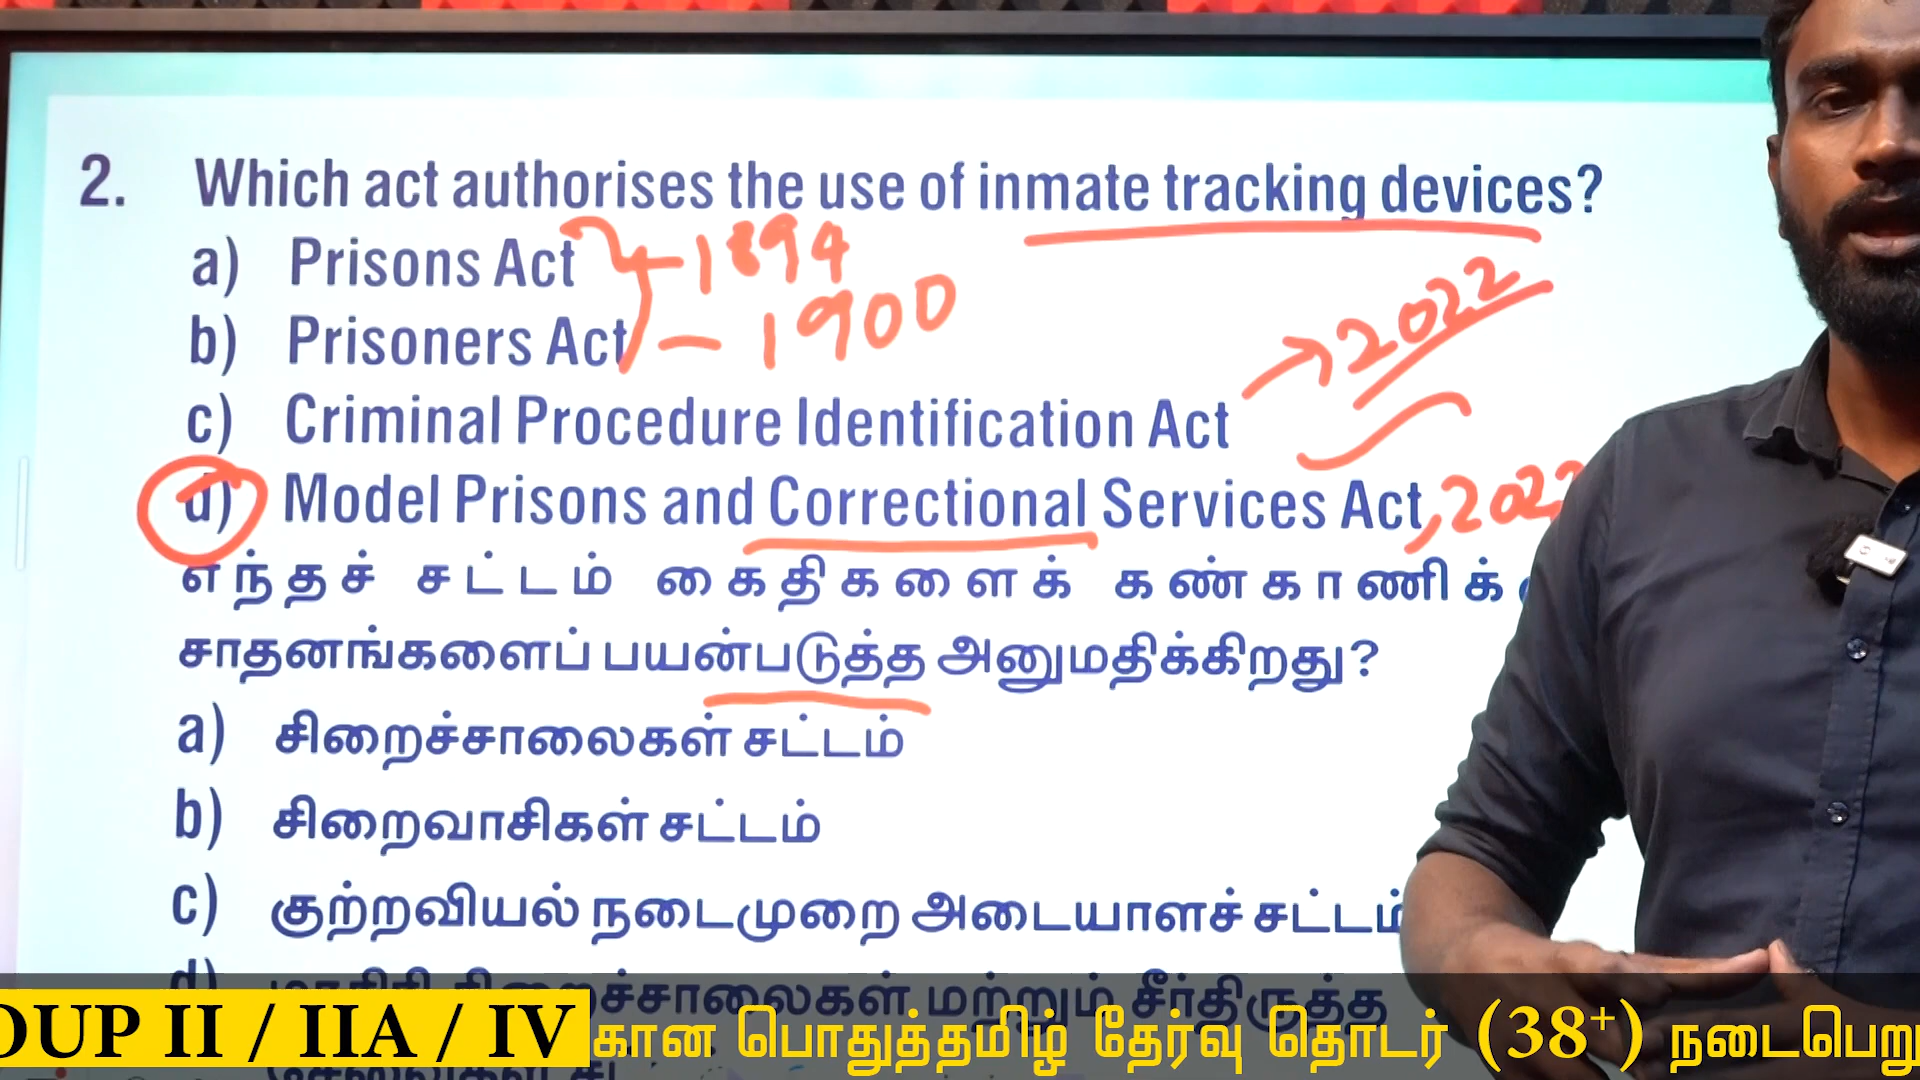 2. Which act authorises the use of inmate tracking devices?
a) Prisons Act - 1894
b) Prisoners Act - 1900
c) Criminal Procedure Identification Act → 2022
d) Model Prisons and Correctional Services Act,
எந்தச் சட்டம் கைதிகளைக்
சாதனங்களைப் பயன்படுத்த அனுமதிக்கிறது?
a) சிறைச்சாலைகள் சட்டம்
b) சிறைவாசிகள் சட்டம்
c) குற்றவியல் நடைமுறை அடையாளச் சட்டம்
d) மாதிரி சிறைச்சாலைகள் மற்றும் சீர்திருத்த
II / IIA / IV கான பொதுத்தமிழ் தேர்வு தொடர் (38+)